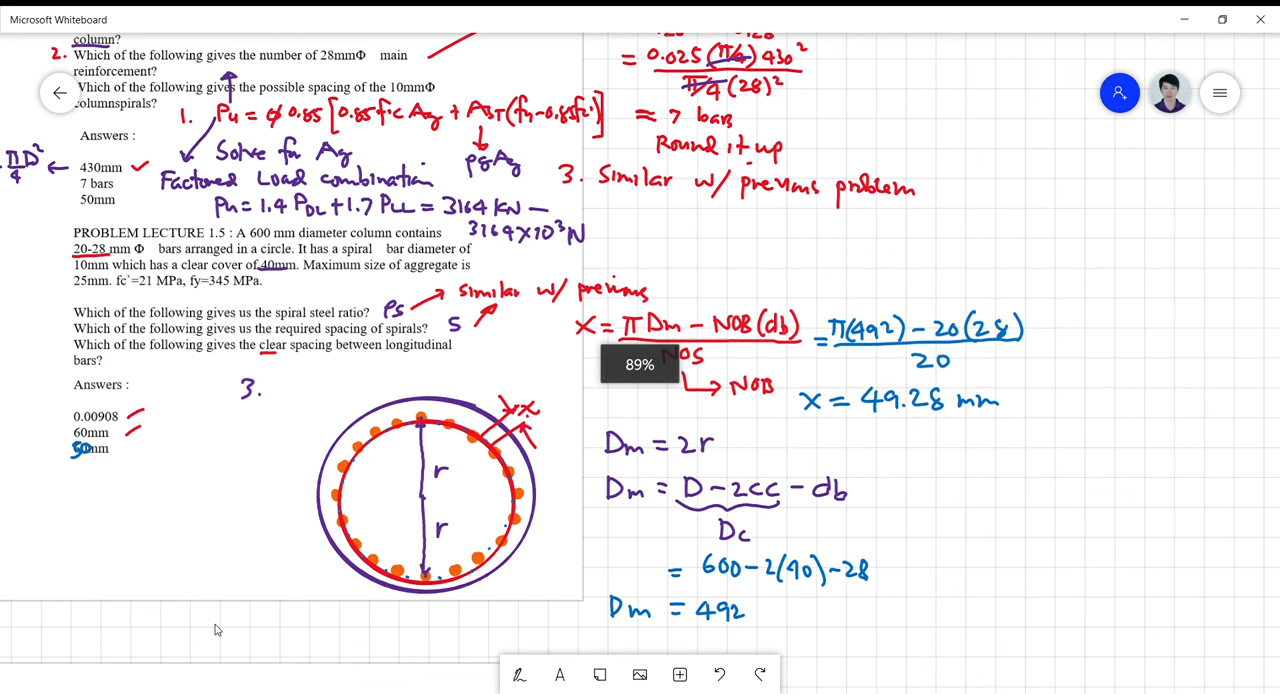 Microsoft Whiteboard
column?
2. Which of the following gives the number of 28mmΦ main
reinforcement?
Which of the following gives the possible spacing of the 10mmΦ
columnspirals?
1. Pu = φ 0.85 [0.85f'c Ag + AST (fy-0.85fc')]
Answers :
Solve for Ag
ρgAg
πD²
4
430mm
7 bars
50mm
Factored Load combination
Pu = 1.4 PDL + 1.7 PLL = 3164 KN –
3164 x 10³ N
PROBLEM LECTURE 1.5 : A 600 mm diameter column contains
20-28 mm Φ bars arranged in a circle. It has a spiral bar diameter of
10mm which has a clear cover of 40mm. Maximum size of aggregate is
25mm. fc`=21 MPa, fy=345 MPa.
Similar w/ previous
Which of the following gives us the spiral steel ratio? ρs
Which of the following gives us the required spacing of spirals? S
Which of the following gives the clear spacing between longitudinal
bars?
Answers :
0.00908
60mm
50mm
3.
x
r
r
= 0.025 (π/4) 430²
π/4 (28)²
≈ 7 bars
Round it up
3. Similar w/ previous problem
x = πDm – NOB (db)
NOS
NOB
= π(492) – 20 (28)
20
89%
x = 49.28 mm
Dm = 2r
Dm = D – 2CC – db
Dc
= 600 – 2(40) – 28
Dm = 492